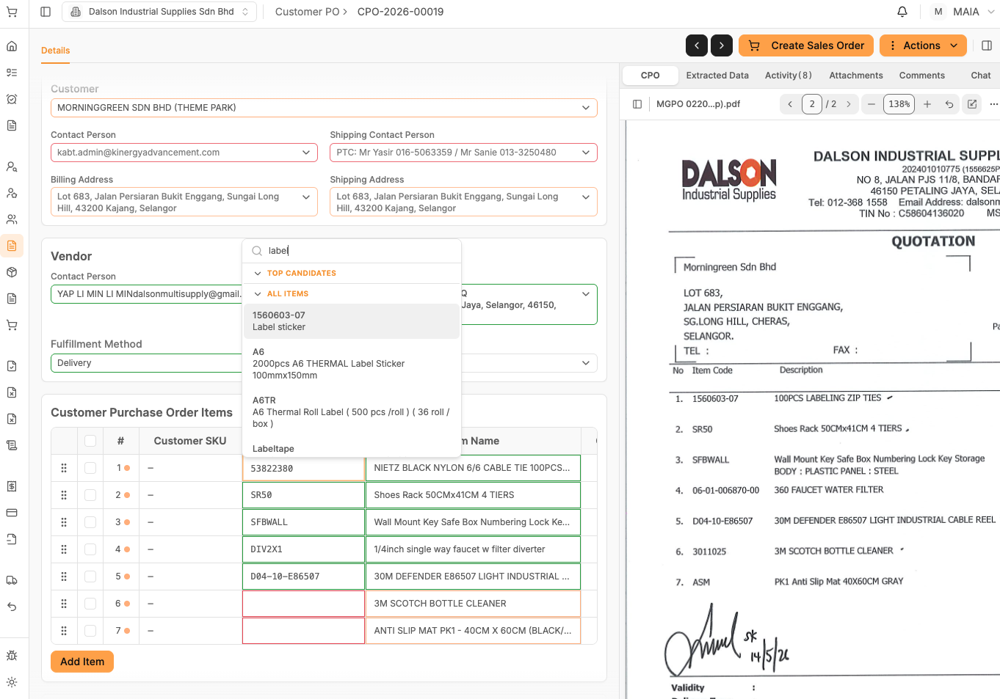 Dalson Industrial Supplies Sdn Bhd
Customer PO > CPO-2026-00019
M MAIA
Details
Create Sales Order
Actions
Customer
MORNINGGREEN SDN BHD (THEME PARK)
Contact Person
kabt.admin@kinergyadvancement.com
Shipping Contact Person
PTC: Mr Yasir 016-5063359 / Mr Sanie 013-3250480
Billing Address
Lot 683, Jalan Persiaran Bukit Enggang, Sungai Long
Hill, 43200 Kajang, Selangor
Shipping Address
Lot 683, Jalan Persiaran Bukit Enggang, Sungai Long
Hill, 43200 Kajang, Selangor
Vendor
Contact Person
YAP LI MIN LI MINdalsonmultisupply@gmail.
Q
Jaya, Selangor, 46150,
Fulfillment Method
Delivery
label
TOP CANDIDATES
ALL ITEMS
1560603-07
Label sticker
A6
2000pcs A6 THERMAL Label Sticker
100mmx150mm
A6TR
A6 Thermal Roll Label ( 500 pcs /roll ) ( 36 roll /
box )
Labeltape
Customer Purchase Order Items
# Customer SKU m Name
1 – 53822380 NIETZ BLACK NYLON 6/6 CABLE TIE 100PCS...
2 – SR50 Shoes Rack 50CMx41CM 4 TIERS
3 – SFBWALL Wall Mount Key Safe Box Numbering Lock Ke...
4 – DIV2X1 1/4inch single way faucet w filter diverter
5 – D04-10-E86507 30M DEFENDER E86507 LIGHT INDUSTRIAL ...
6 – 3M SCOTCH BOTTLE CLEANER
7 – ANTI SLIP MAT PK1 - 40CM X 60CM (BLACK/...
Add Item
CPO Extracted Data Activity(8) Attachments Comments Chat
MGPO 0220...p).pdf 2 / 2 138%
DALSON
Industrial Supplies
DALSON INDUSTRIAL SUPPL
202401010775 (1556625P
NO 8, JALAN PJS 11/8, BANDAR
46150 PETALING JAYA, SELA
Tel: 012-368 1558 Email Address: dalsonm
TIN No : C58604136020 MS
QUOTATION
Morningreen Sdn Bhd
LOT 683,
JALAN PERSIARAN BUKIT ENGGANG,
SG.LONG HILL, CHERAS,
SELANGOR.
Pa
TEL : FAX :
No Item Code Description
1. 1560603-07 100PCS LABELING ZIP TIES
2. SR50 Shoes Rack 50CMx41CM 4 TIERS
3. SFBWALL Wall Mount Key Safe Box Numbering Lock Key Storage
BODY : PLASTIC PANEL : STEEL
4. 06-01-006870-00 360 FAUCET WATER FILTER
5. D04-10-E86507 30M DEFENDER E86507 LIGHT INDUSTRIAL CABLE REEL
6. 3011025 3M SCOTCH BOTTLE CLEANER
7. ASM PK1 Anti Slip Mat 40X60CM GRAY
SK
14/5/26
Validity :